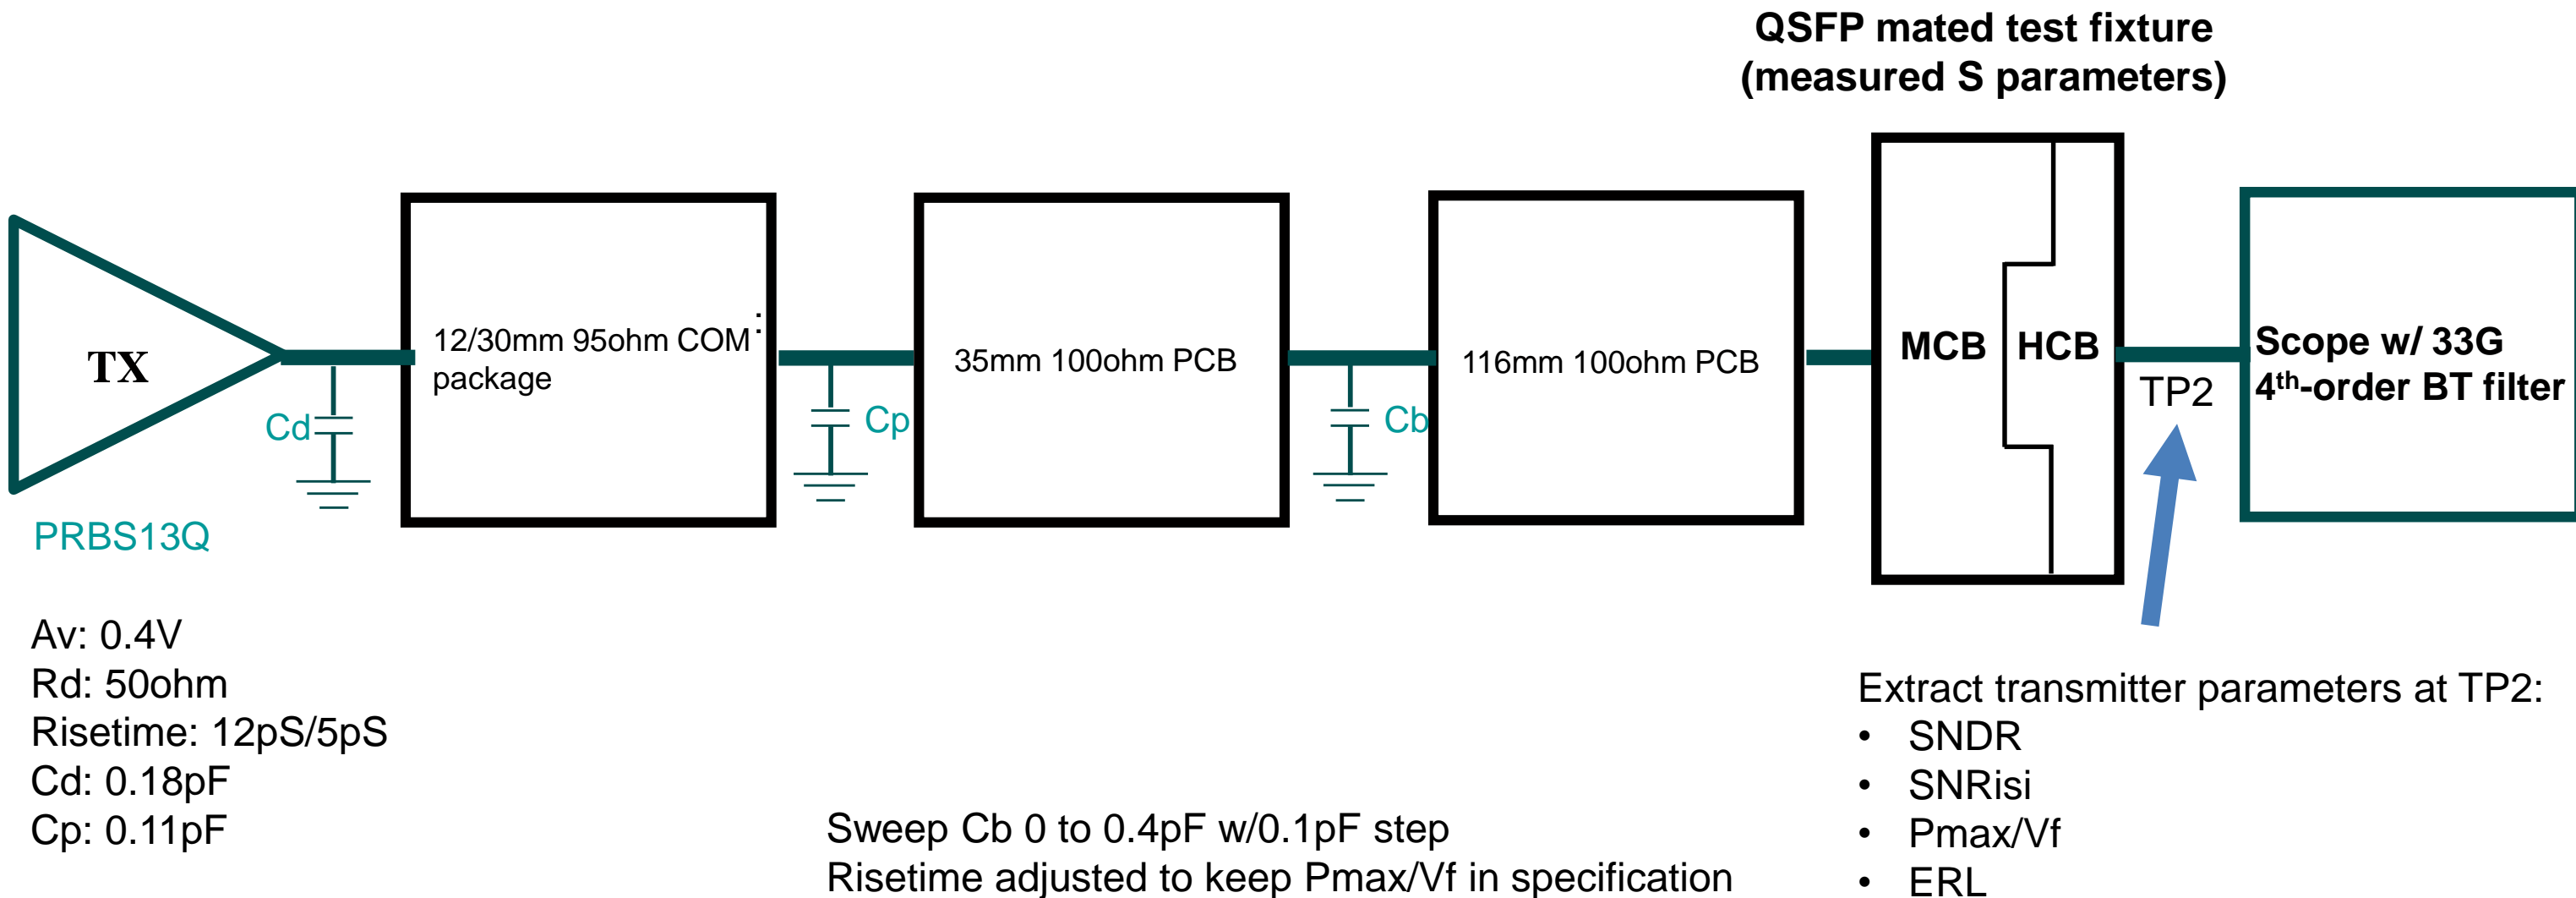 QSFP mated test fixture
(measured S parameters)
TX
Cd
12/30mm 95ohm COM :
package
Cp
35mm 100ohm PCB
Cb
116mm 100ohm PCB
MCB
HCB
TP2
Scope w/ 33G
4th-order BT filter
PRBS13Q
Av: 0.4V
Rd: 50ohm
Risetime: 12pS/5pS
Cd: 0.18pF
Cp: 0.11pF
Sweep Cb 0 to 0.4pF w/0.1pF step
Risetime adjusted to keep Pmax/Vf in specification
Extract transmitter parameters at TP2:
• SNDR
• SNRisi
• Pmax/Vf
• ERL